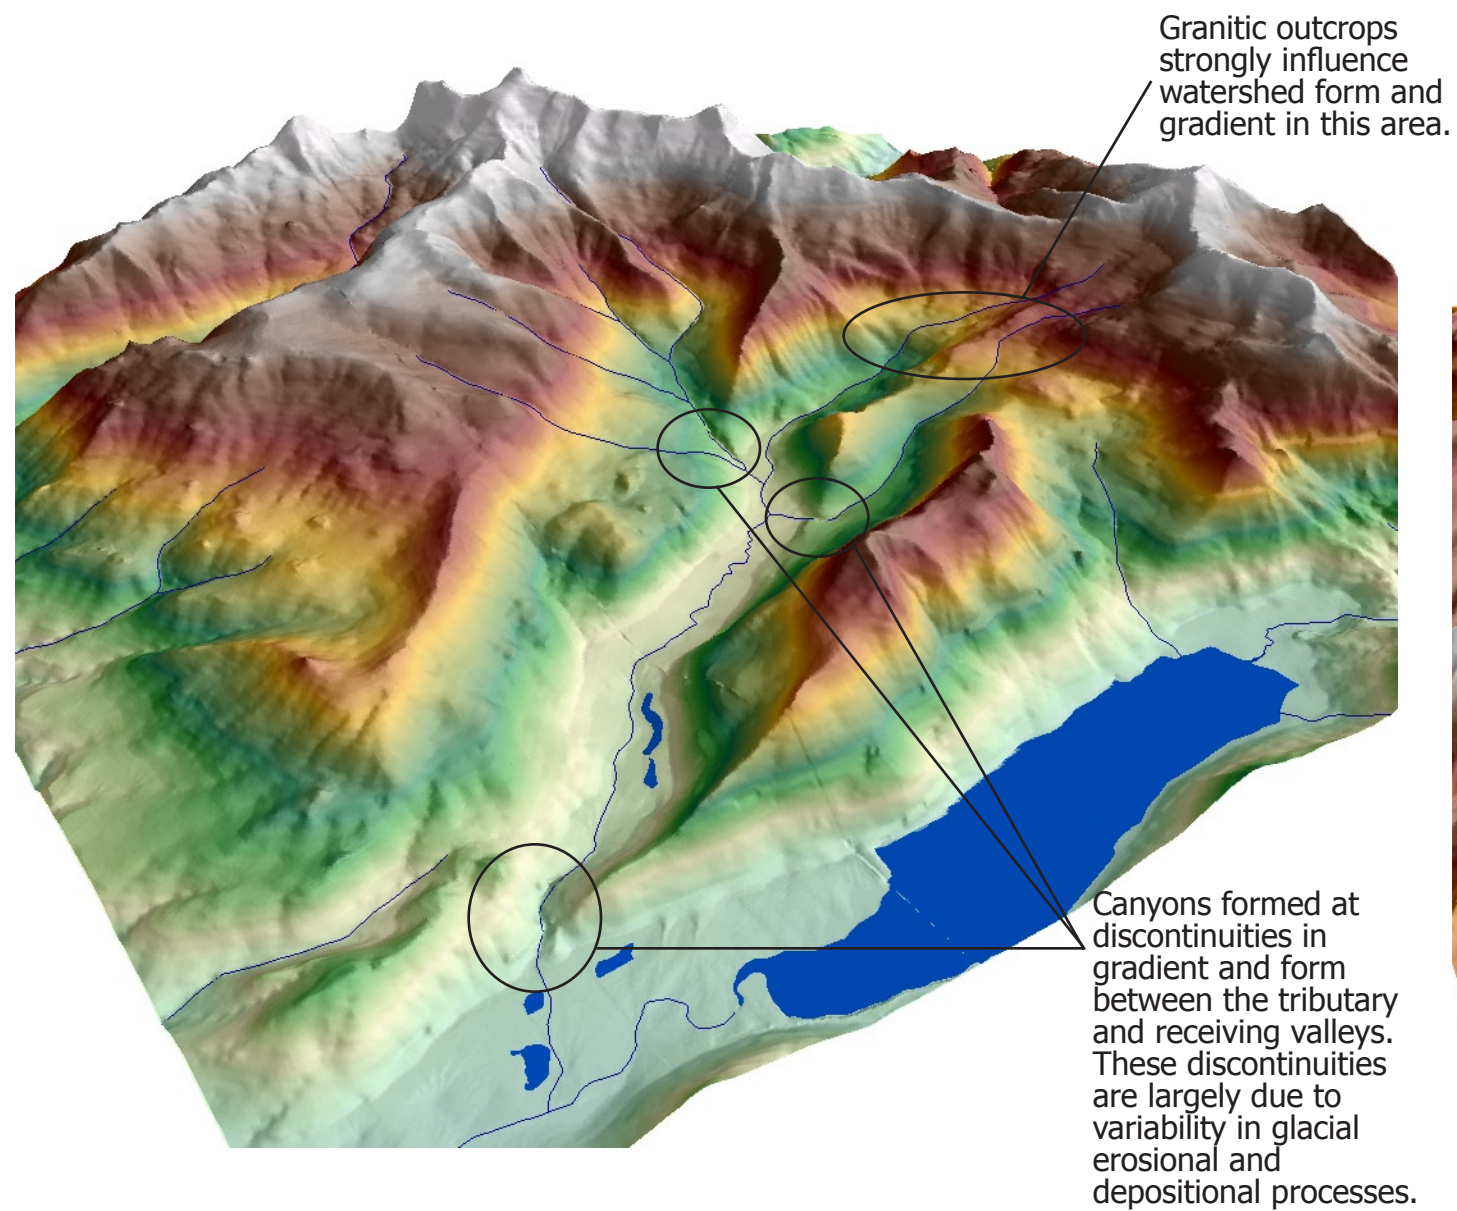 Granitic outcrops
strongly influence
watershed form and
gradient in this area.
Canyons formed at
discontinuities in
gradient and form
between the tributary
and receiving valleys.
These discontinuities
are largely due to
variability in glacial
erosional and
depositional processes.